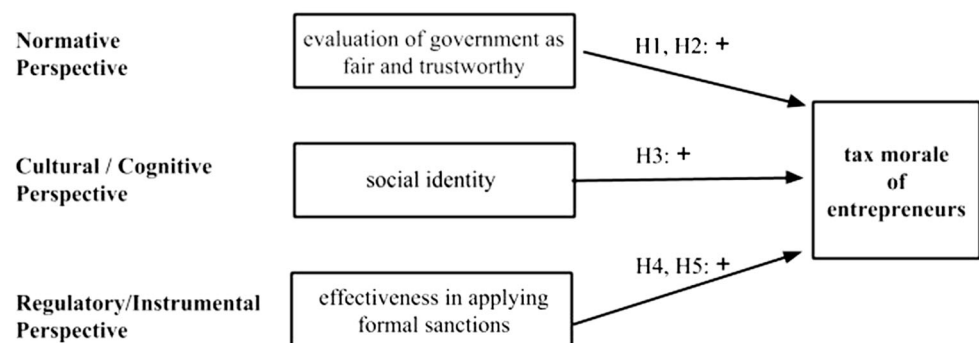 Normative
Perspective
evaluation of government as
fair and trustworthy
H1, H2: +
Cultural / Cognitive
Perspective
social identity
H3: +
tax morale
of
entrepreneurs
Regulatory/Instrumental
Perspective
effectiveness in applying
formal sanctions
H4, H5: +